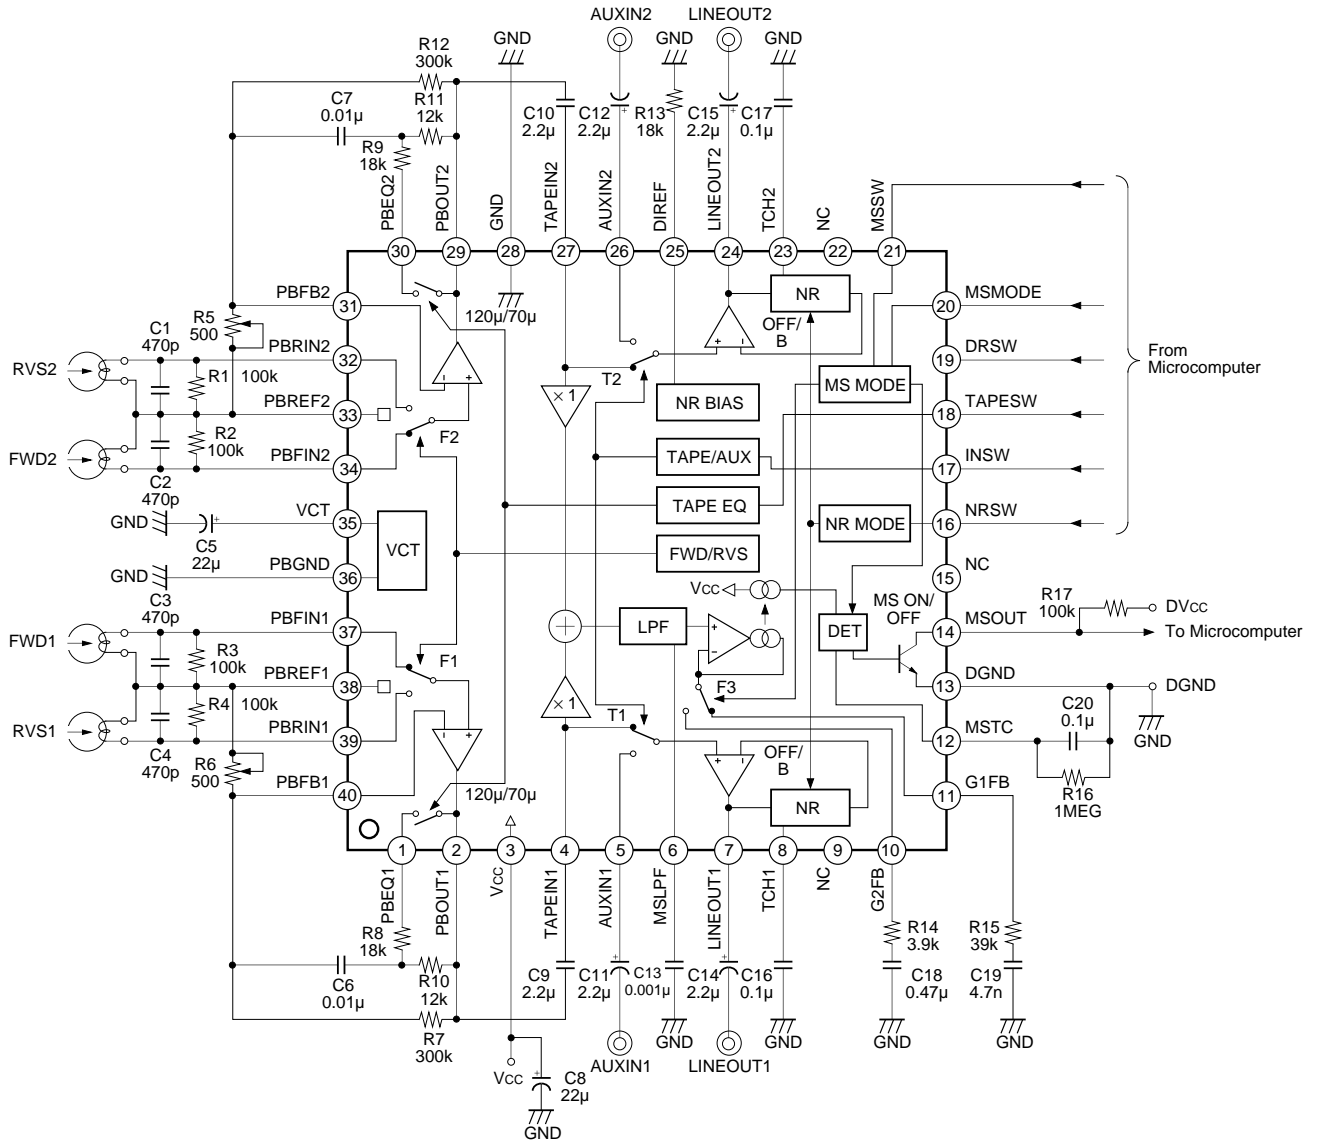 AUXIN2
LINEOUT2
GND
GND
GND
R12
300k
C7
0.01µ
R11
12k
R9
18k
C10
2.2µ
C12
2.2µ
+
R13
18k
C15
2.2µ
+
C17
0.1µ
PBEQ2
PBOUT2
GND
TAPEIN2
AUXIN2
DIREF
LINEOUT2
TCH2
NC
MSSW
30
29
28
27
26
25
24
23
22
21
PBFB2
31
120µ/70µ
NR
OFF/
B
20
MSMODE
R5
500
C1
470p
PBRIN2
32
T2
19
DRSW
From
Microcomputer
RVS2
R1
100k
PBREF2
33
× 1
NR BIAS
MS MODE
18
TAPESW
R2
100k
F2
FWD2
PBFIN2
34
TAPE/AUX
17
INSW
C2
470p
TAPE EQ
GND
C5
22µ
+
VCT
35
VCT
NR MODE
16
NRSW
FWD/RVS
GND
PBGND
36
15
NC
C3
470p
VCC
MS ON/
OFF
R17
100k
DVCC
FWD1
PBFIN1
37
LPF
+
−
DET
14
MSOUT
To Microcomputer
R3
100k
F1
PBREF1
38
F3
13
DGND
DGND
R4
100k
× 1
C20
0.1µ
GND
RVS1
PBRIN1
39
T1
12
MSTC
C4
470p
R6
500
OFF/
B
R16
1MEG
PBFB1
40
120µ/70µ
NR
11
G1FB
1
2
3
4
5
6
7
8
9
10
PBEQ1
PBOUT1
VCC
TAPEIN1
AUXIN1
MSLPF
LINEOUT1
TCH1
NC
G2FB
R8
18k
R14
3.9k
R15
39k
C6
0.01µ
R10
12k
C9
2.2µ
C11
2.2µ
+
C13
0.001µ
C14
2.2µ
+
C16
0.1µ
C18
0.47µ
C19
4.7n
R7
300k
AUXIN1
GND
LINEOUT1
GND
GND
GND
VCC
+
C8
22µ
GND